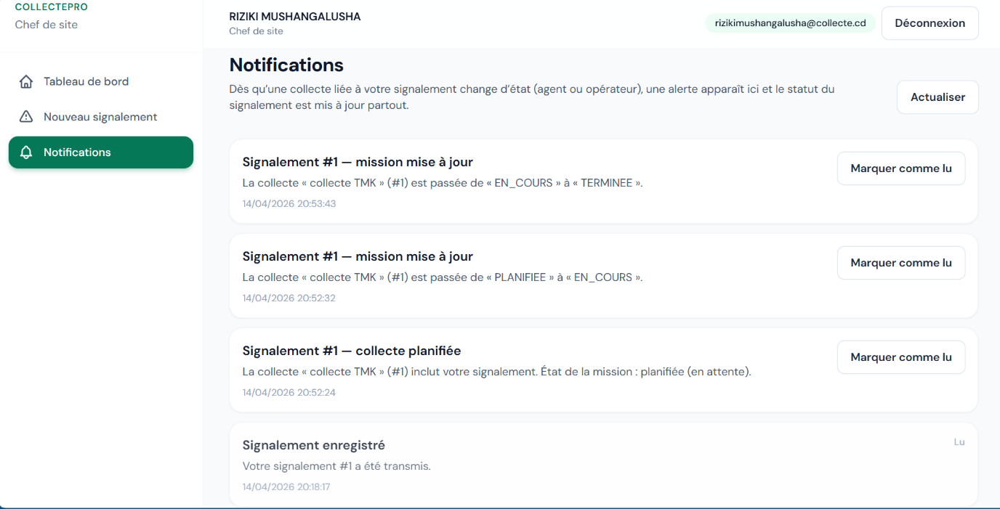 COLLECTEPRO
Chef de site
Tableau de bord
Nouveau signalement
Notifications
RIZIKI MUSHANGALUSHA
Chef de site
rizikimushangalusha@collecte.cd
Déconnexion
Notifications
Dès qu’une collecte liée à votre signalement change d’état (agent ou opérateur), une alerte apparaît ici et le statut du
signalement est mis à jour partout.
Actualiser
Signalement #1 — mission mise à jour
La collecte « collecte TMK » (#1) est passée de « EN_COURS » à « TERMINEE ».
14/04/2026 20:53:43
Marquer comme lu
Signalement #1 — mission mise à jour
La collecte « collecte TMK » (#1) est passée de « PLANIFIEE » à « EN_COURS ».
14/04/2026 20:52:32
Marquer comme lu
Signalement #1 — collecte planifiée
La collecte « collecte TMK » (#1) inclut votre signalement. État de la mission : planifiée (en attente).
14/04/2026 20:52:24
Marquer comme lu
Signalement enregistré
Votre signalement #1 a été transmis.
14/04/2026 20:18:17
Lu